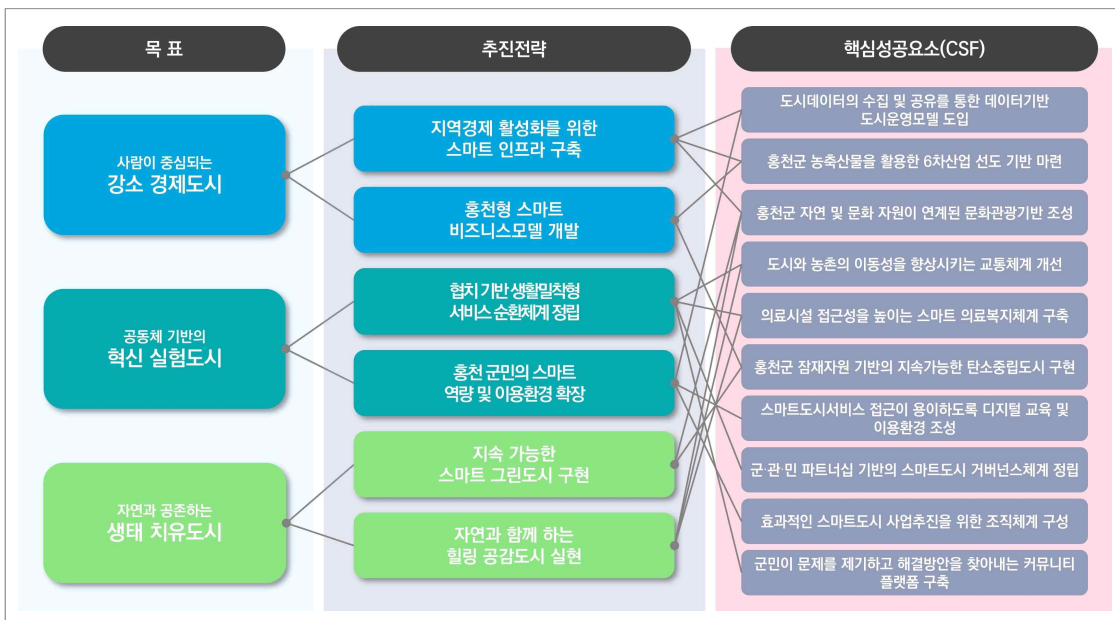 목 표
추진전략
핵심성공요소(CSF)
사람이 중심되는
강소 경제도시
공동체 기반의
혁신 실험도시
자연과 공존하는
생태 치유도시
지역경제 활성화를 위한
스마트 인프라 구축
홍천형 스마트
비즈니스모델 개발
협치 기반 생활밀착형
서비스 순환체계 정립
홍천 군민의 스마트
역량 및 이용환경 확장
지속 가능한
스마트 그린도시 구현
자연과 함께 하는
힐링 공감도시 실현
도시데이터의 수집 및 공유를 통한 데이터기반
도시운영모델 도입
홍천군 농축산물을 활용한 6차산업 선도 기반 마련
홍천군 자연 및 문화 자원이 연계된 문화관광기반 조성
도시와 농촌의 이동성을 향상시키는 교통체계 개선
의료시설 접근성을 높이는 스마트 의료복지체계 구축
홍천군 잠재자원 기반의 지속가능한 탄소중립도시 구현
스마트도시서비스 접근이 용이하도록 디지털 교육 및
이용환경 조성
군·관·민 파트너십 기반의 스마트도시 거버넌스체계 정립
효과적인 스마트도시 사업추진을 위한 조직체계 구성
군민이 문제를 제기하고 해결방안을 찾아내는 커뮤니티
플랫폼 구축